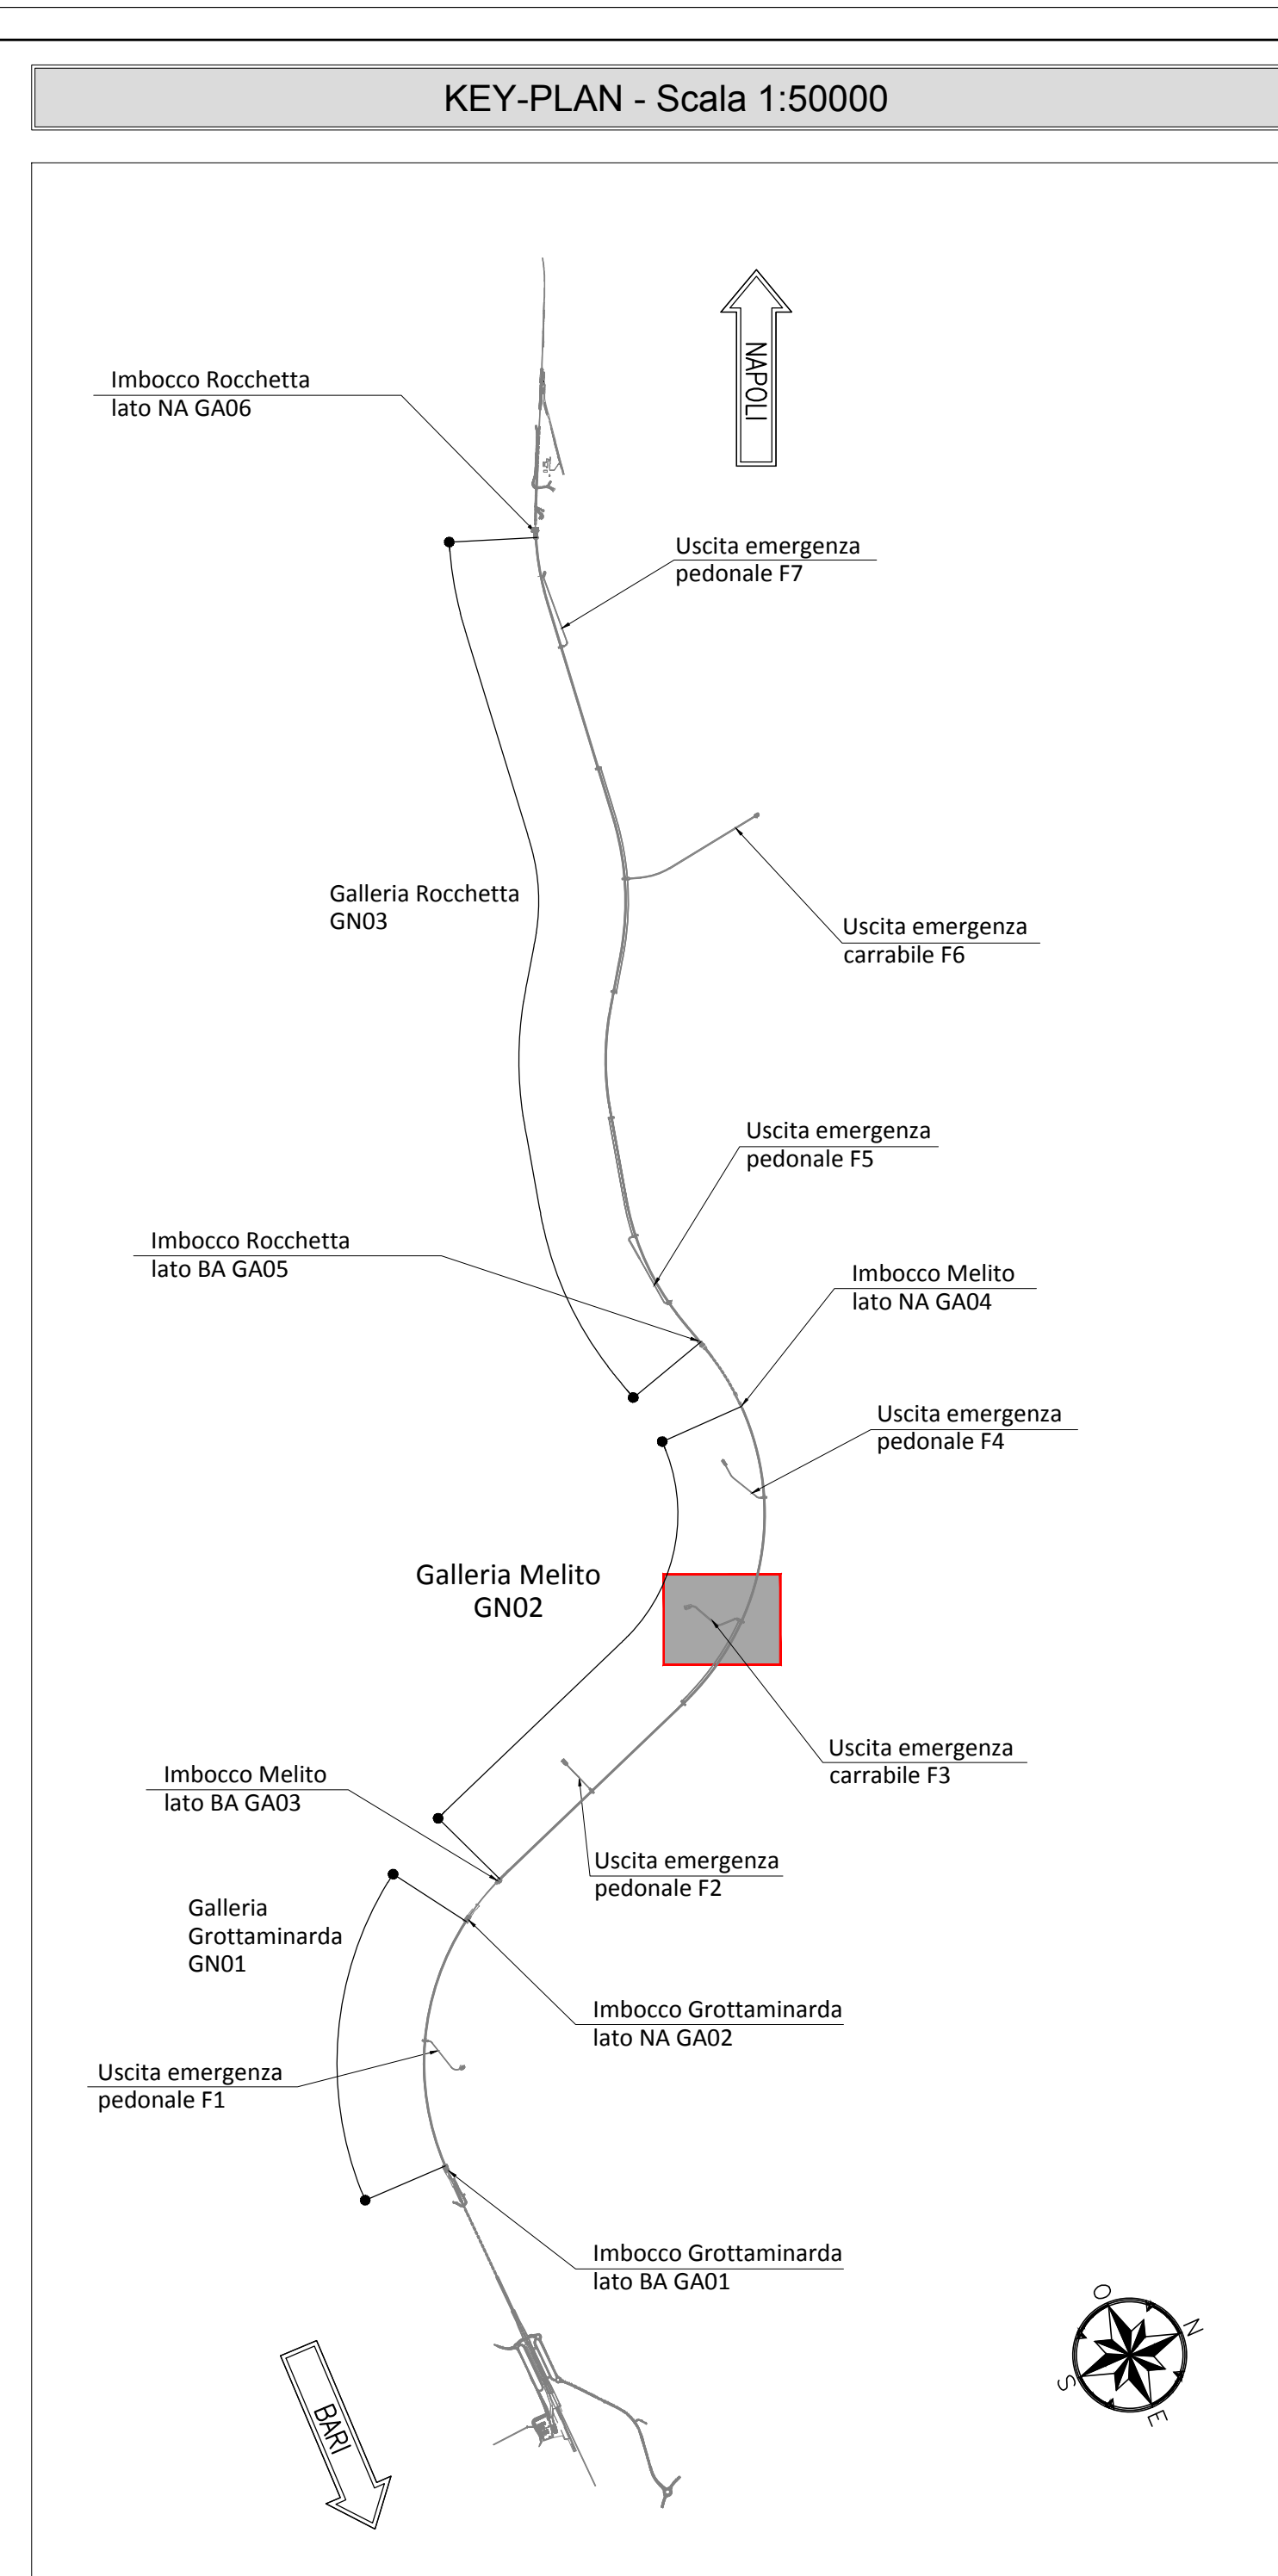 KEY-PLAN - Scala 1:50000
NAPOLI
Imbocco Rocchetta
lato NA GA06
Uscita emergenza
pedonale F7
Galleria Rocchetta
GN03
Uscita emergenza
carrabile F6
Uscita emergenza
pedonale F5
Imbocco Rocchetta
lato BA GA05
Imbocco Melito
lato NA GA04
Uscita emergenza
pedonale F4
Galleria Melito
GN02
Uscita emergenza
carrabile F3
Imbocco Melito
lato BA GA03
Uscita emergenza
pedonale F2
Galleria
Grottaminarda
GN01
Imbocco Grottaminarda
lato NA GA02
Uscita emergenza
pedonale F1
Imbocco Grottaminarda
lato BA GA01
O
N
S
E
BARI